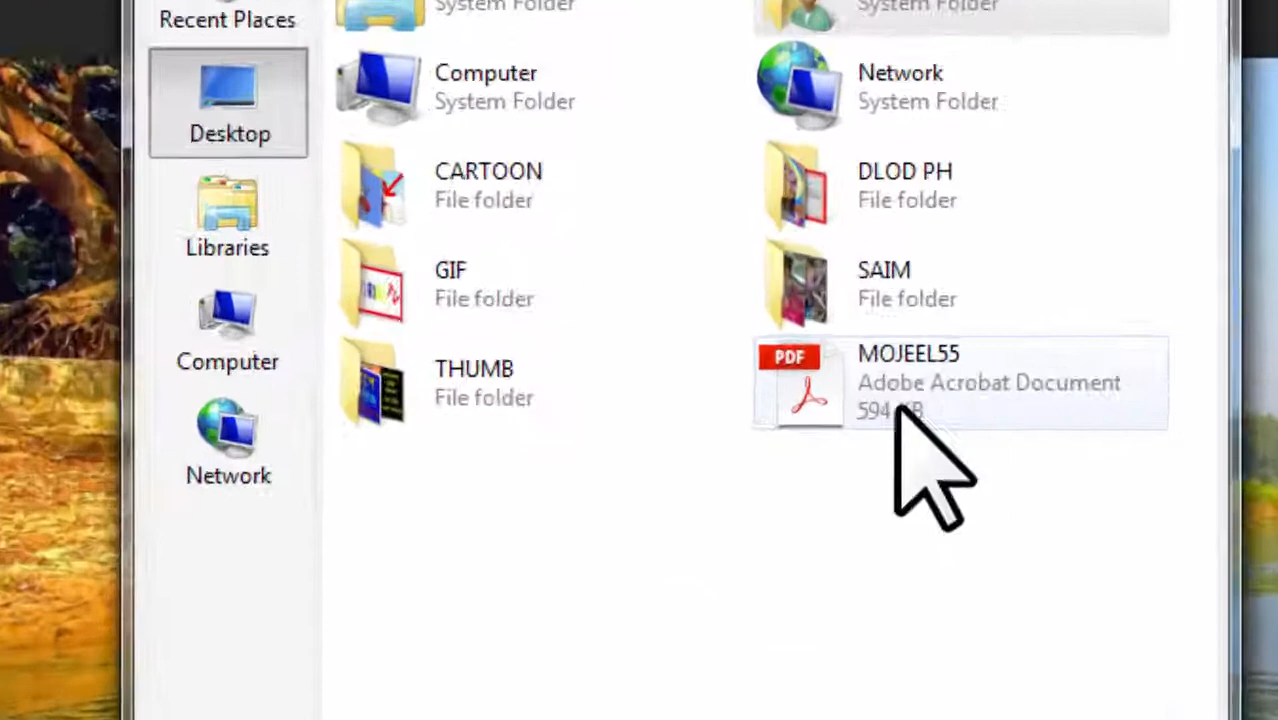 Recent Places
Desktop
Libraries
Computer
Network
System Folder
System Folder
Computer
System Folder
Network
System Folder
CARTOON
File folder
DLOD PH
File folder
GIF
File folder
SAIM
File folder
THUMB
File folder
PDF
MOJEEL55
Adobe Acrobat Document
594 KB